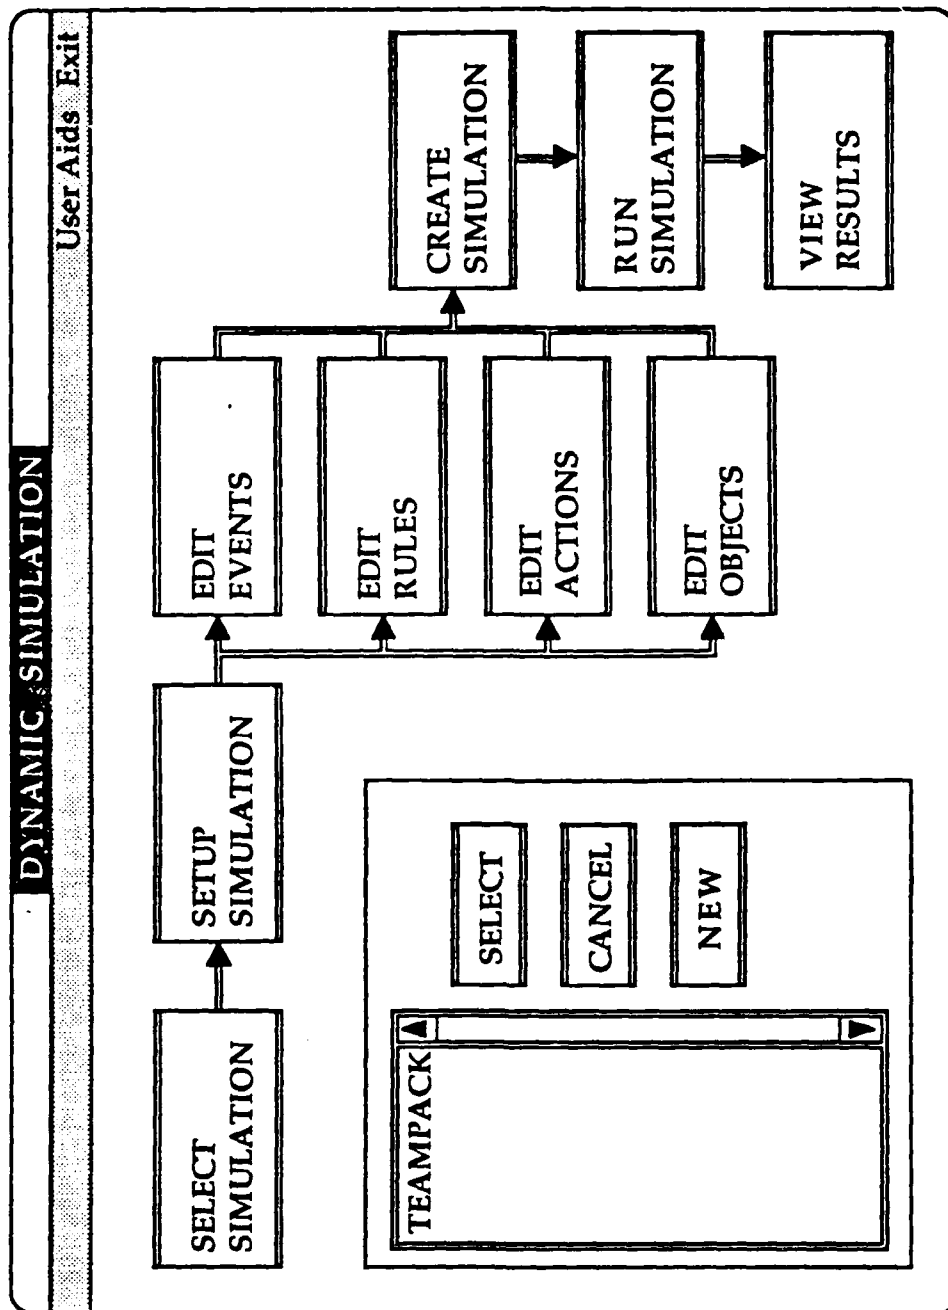 DYNAMIC SIMULATION
User Aids Exit
SELECT
SIMULATION
SETUP
SIMULATION
EDIT
EVENTS
EDIT
RULES
EDIT
ACTIONS
EDIT
OBJECTS
CREATE
SIMULATION
RUN
SIMULATION
VIEW
RESULTS
TEAMPACK
SELECT
CANCEL
NEW